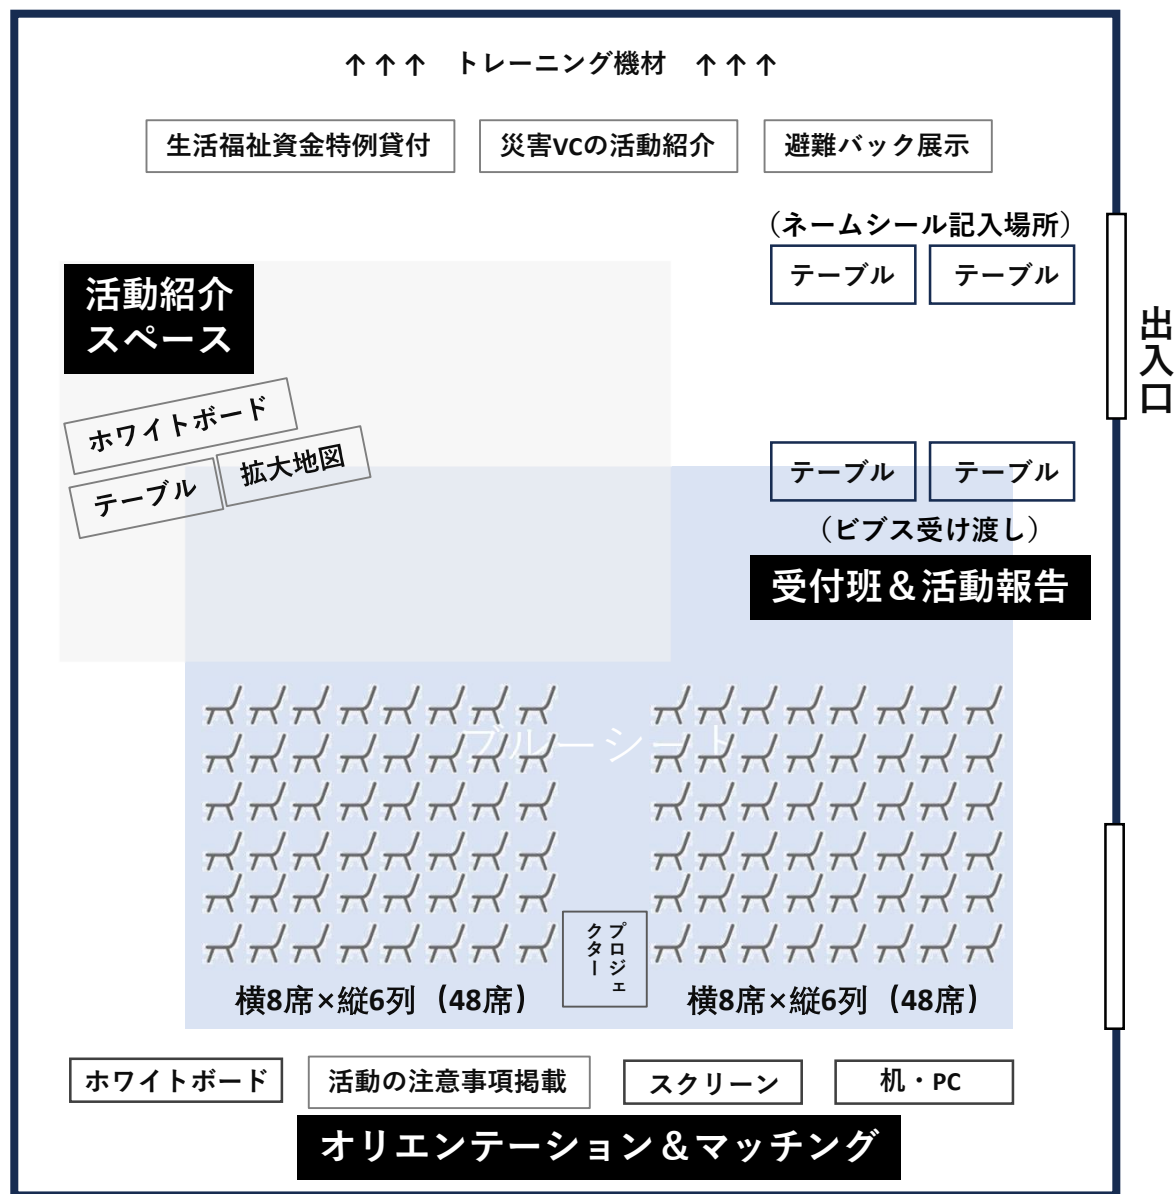 ↑↑↑ トレーニング機材 ↑↑↑
生活福祉資金特例貸付
災害VCの活動紹介
避難バック展示
（ネームシール記入場所）
テーブル
テーブル
出入口
活動紹介
スペース
ホワイトボード
テーブル
拡大地図
テーブル
テーブル
（ビブス受け渡し）
受付班＆活動報告
ブルーシート
プロジェ
クター
横8席×縦6列（48席）
横8席×縦6列（48席）
ホワイトボード
活動の注意事項掲載
スクリーン
机・PC
オリエンテーション＆マッチング